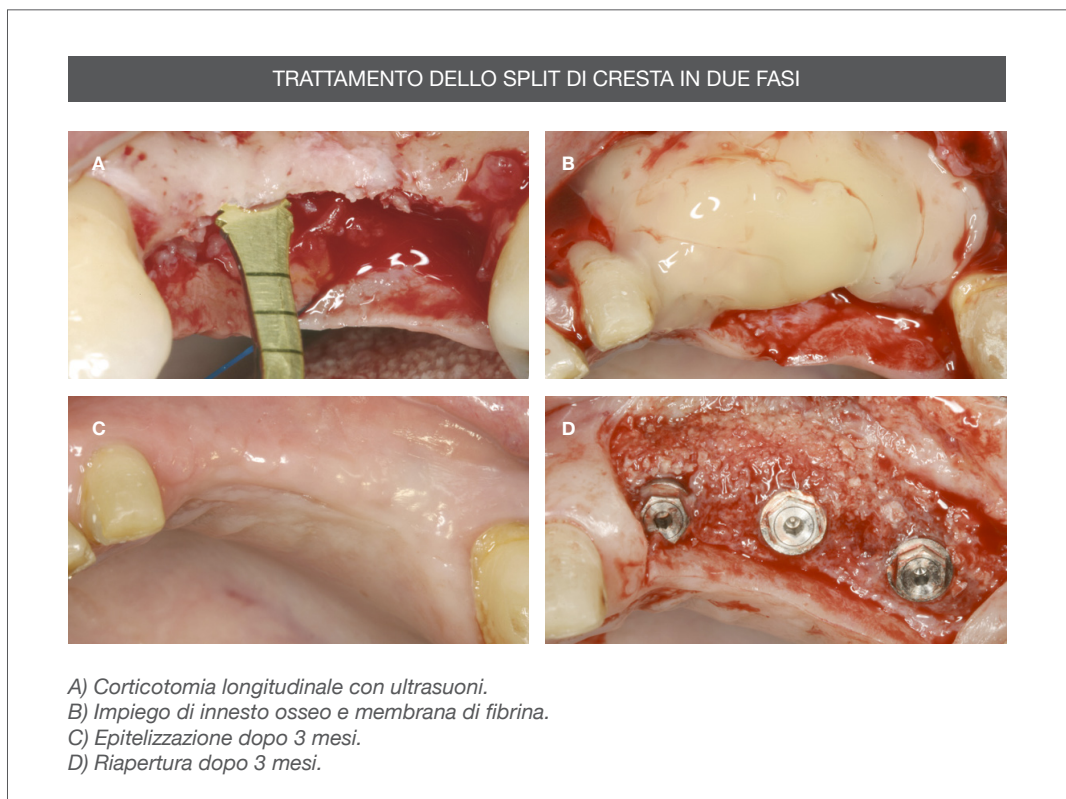 TRATTAMENTO DELLO SPLIT DI CRESTA IN DUE FASI
A
B
C
D
A) Corticotomia longitudinale con ultrasuoni.
B) Impiego di innesto osseo e membrana di fibrina.
C) Epitelizzazione dopo 3 mesi.
D) Riapertura dopo 3 mesi.